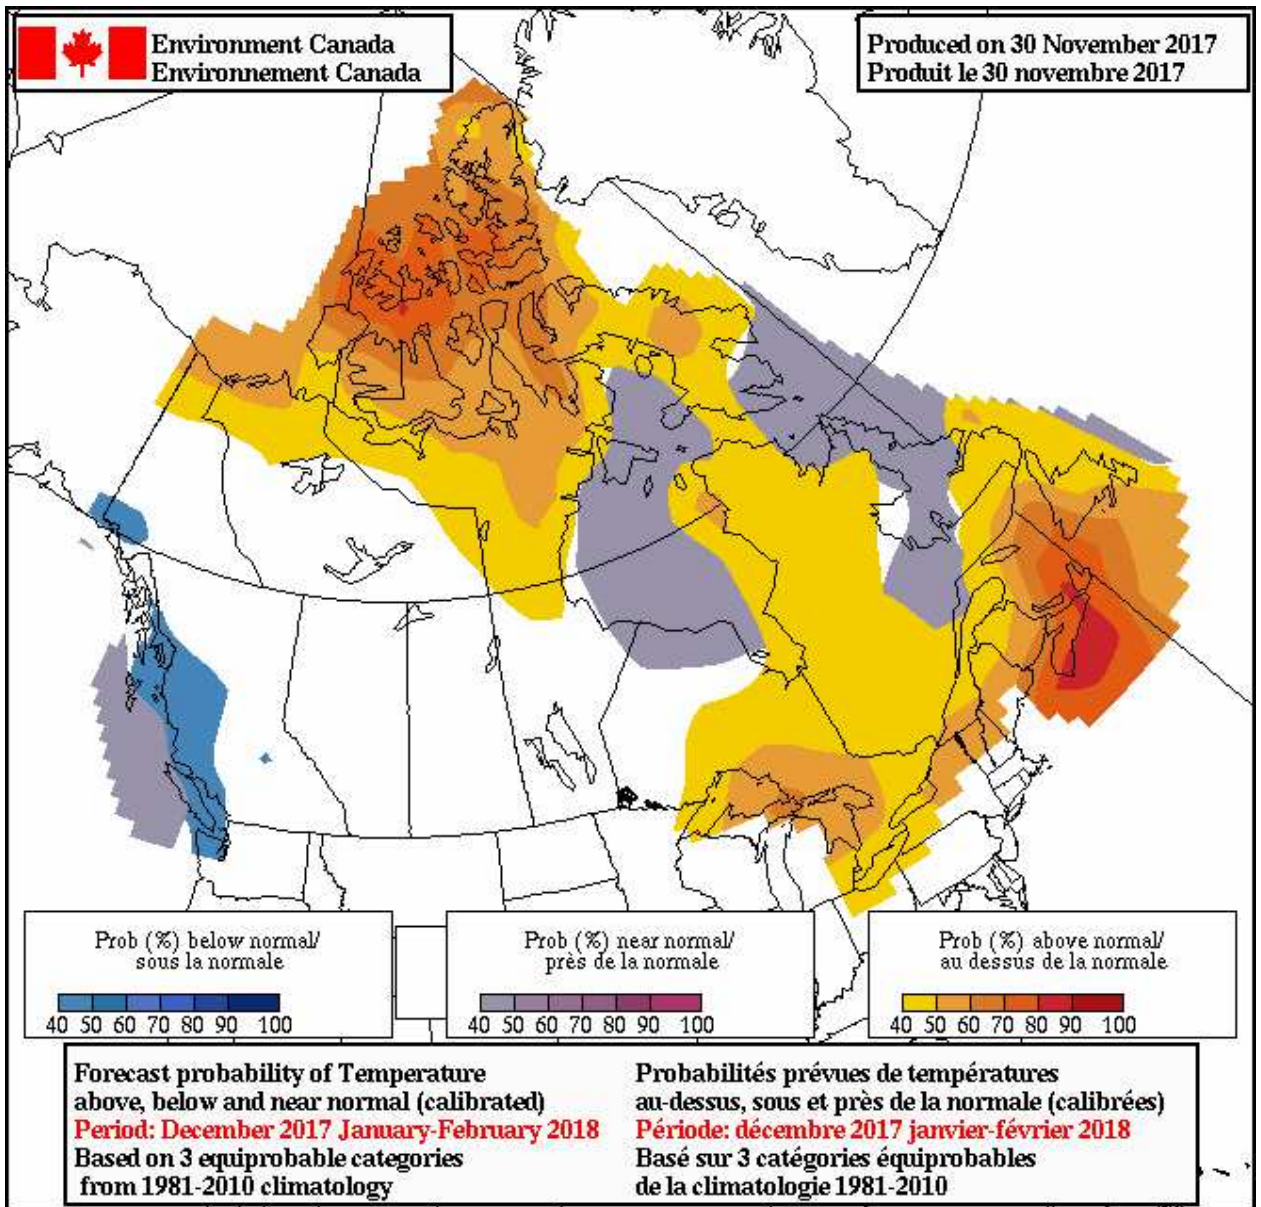 Environment Canada
Environnement Canada
Produced on 30 November 2017
Produit le 30 novembre 2017
Prob (%) below normal/
sous la normale
40 50 60 70 80 90 100
Prob (%) near normal/
près de la normale
40 50 60 70 80 90 100
Prob (%) above normal/
au dessus de la normale
40 50 60 70 80 90 100
Forecast probability of Temperature
above, below and near normal (calibrated)
Period: December 2017 January-February 2018
Based on 3 equiprobable categories
from 1981-2010 climatology
Probabilités prévues de températures
au-dessus, sous et près de la normale (calibrées)
Période: décembre 2017 janvier-février 2018
Basé sur 3 catégories équiprobables
de la climatologie 1981-2010